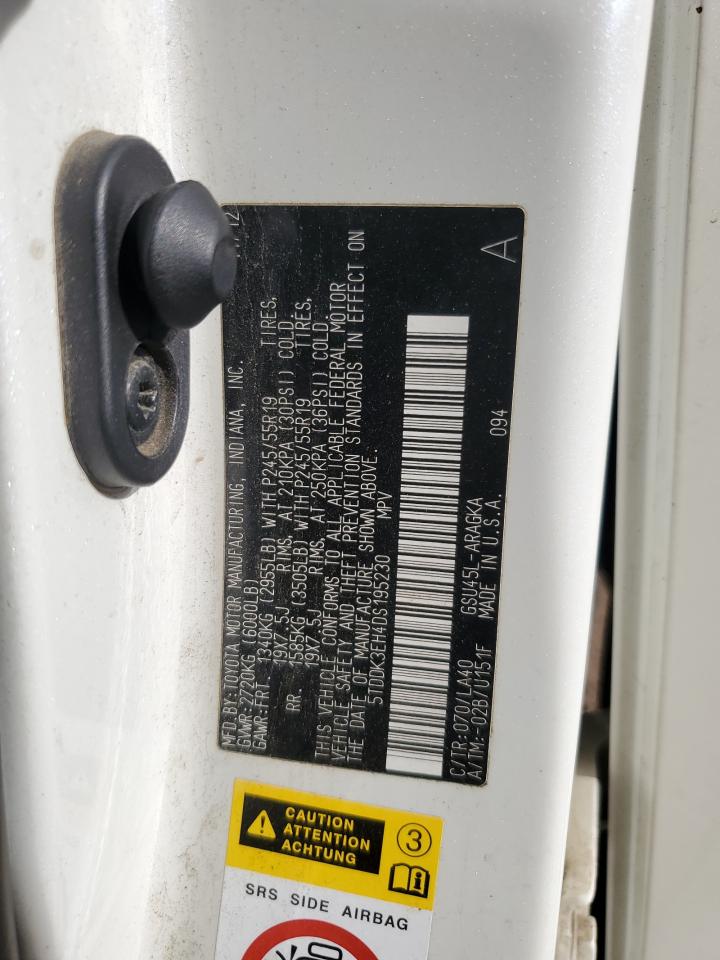 MFD.BY:TOYOTA MOTOR MANUFACTURING, INDIANA, INC. 12
GVWR:2720KG (6000LB)
GAWR:FRT. 1340KG (2955LB) WITH P245/55R19 TIRES,
19X7.5J RIMS. AT 210KPA (30PSI) COLD
RR. 1585KG (3505LB) WITH P245/55R19 TIRES,
19X7.5J RIMS. AT 250KPA (36PSI) COLD
THIS VEHICLE CONFORMS TO ALL APPLICABLE FEDERAL MOTOR
VEHICLE SAFETY AND THEFT PREVENTION STANDARDS IN EFFECT ON
THE DATE OF MANUFACTURE SHOWN ABOVE.
5TDDK3EH4DS195230 MPV
C/TR:070/LA40 GSU45L-ARAGKA 094 A
A/TM:-02B/U151F MADE IN U.S.A.
CAUTION
ATTENTION
ACHTUNG
3
SRS SIDE AIRBAG